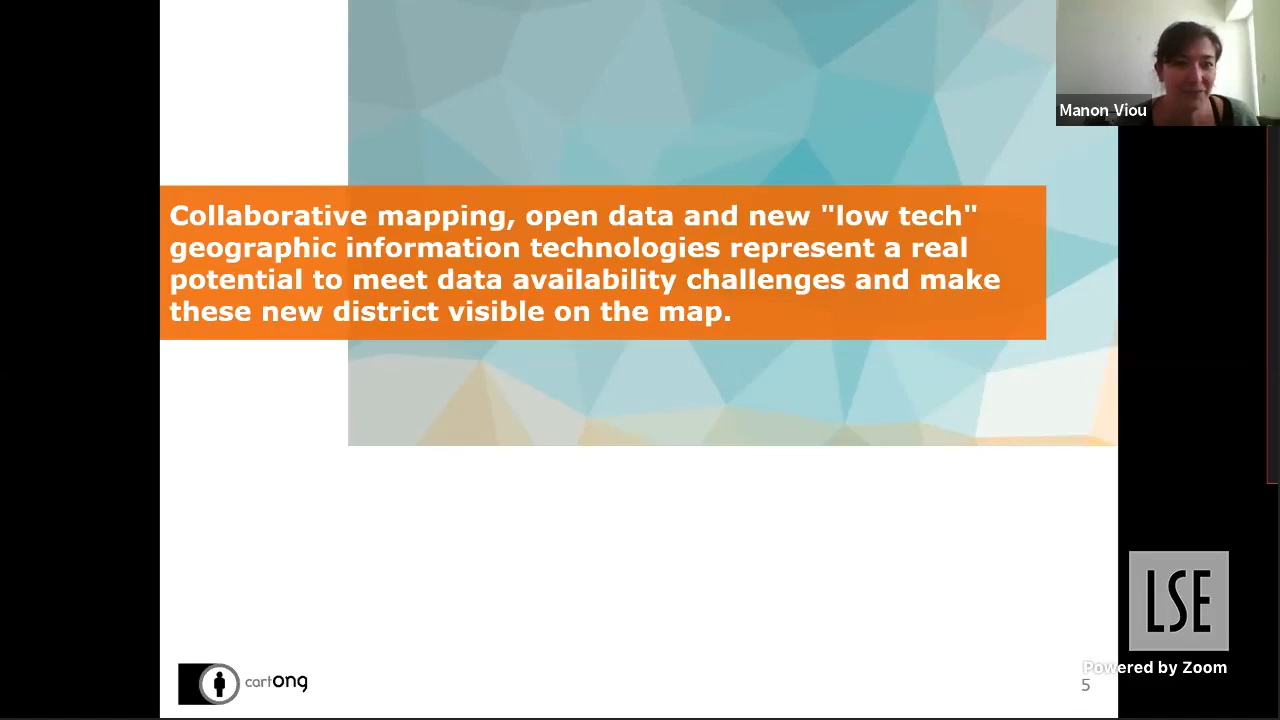 Manon Viou
Collaborative mapping, open data and new "low tech"
geographic information technologies represent a real
potential to meet data availability challenges and make
these new district visible on the map.
LSE
Powered by Zoom
cartONG
5